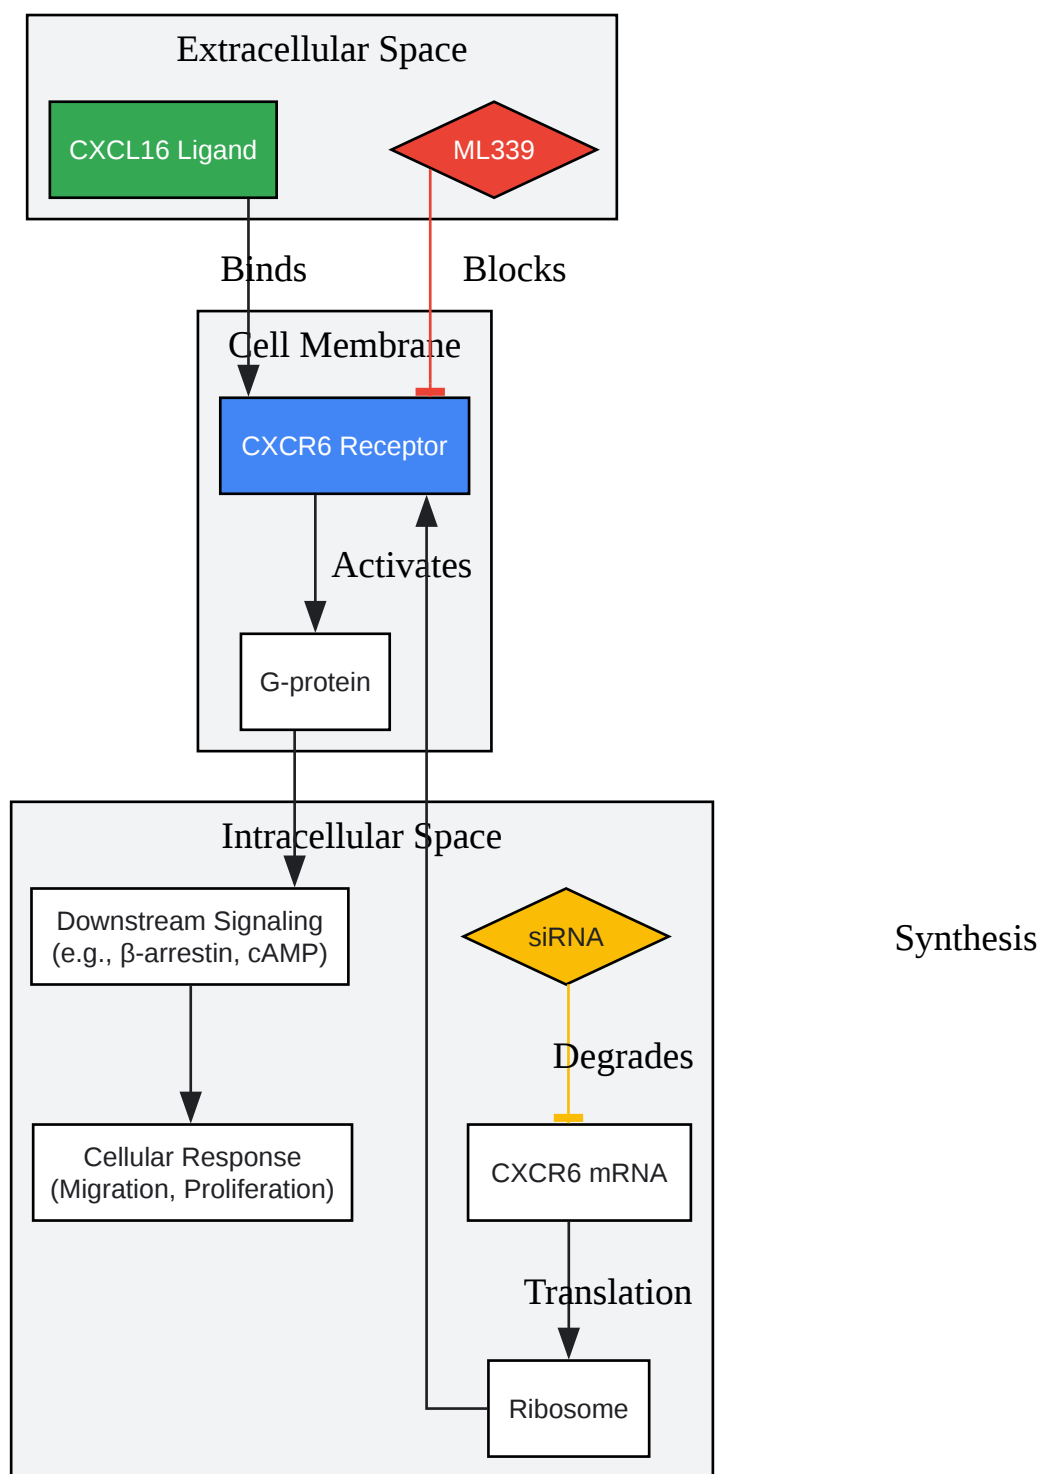 Extracellular Space
CXCL16 Ligand
ML339
Binds
Blocks
Cell Membrane
CXCR6 Receptor
Activates
G-protein
Intracellular Space
Downstream Signaling
(e.g., β-arrestin, cAMP)
siRNA
Synthesis
Degrades
Cellular Response
(Migration, Proliferation)
CXCR6 mRNA
Translation
Ribosome